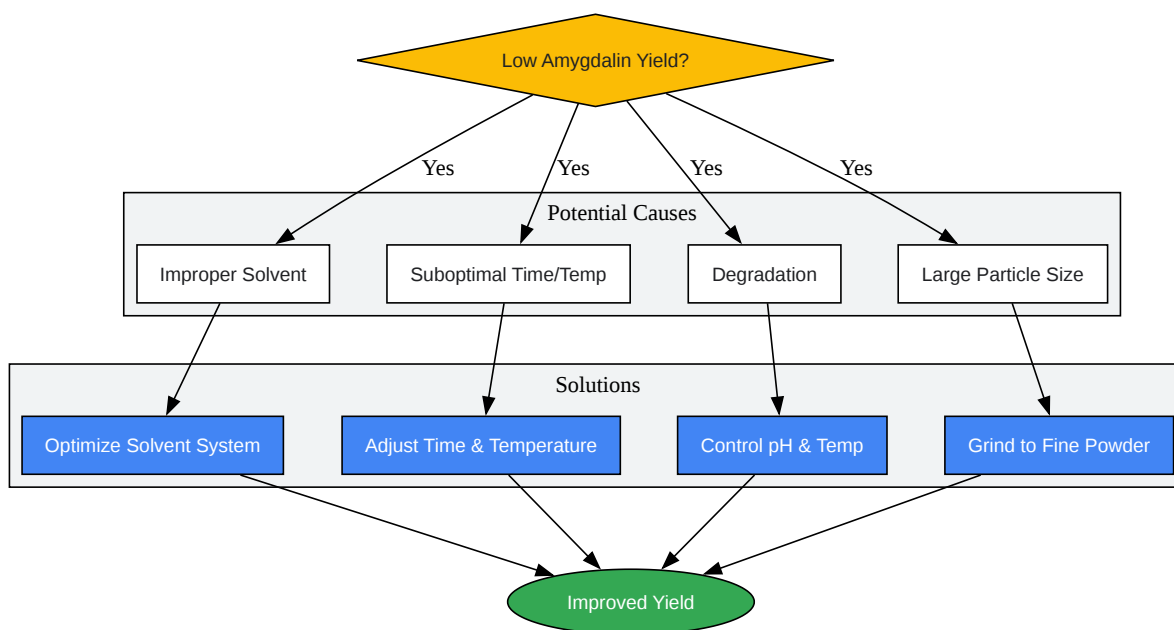 Low Amygdalin Yield?
Yes
Yes
Yes
Yes
Potential Causes
Improper Solvent
Suboptimal Time/Temp
Degradation
Large Particle Size
Solutions
Optimize Solvent System
Adjust Time & Temperature
Control pH & Temp
Grind to Fine Powder
Improved Yield